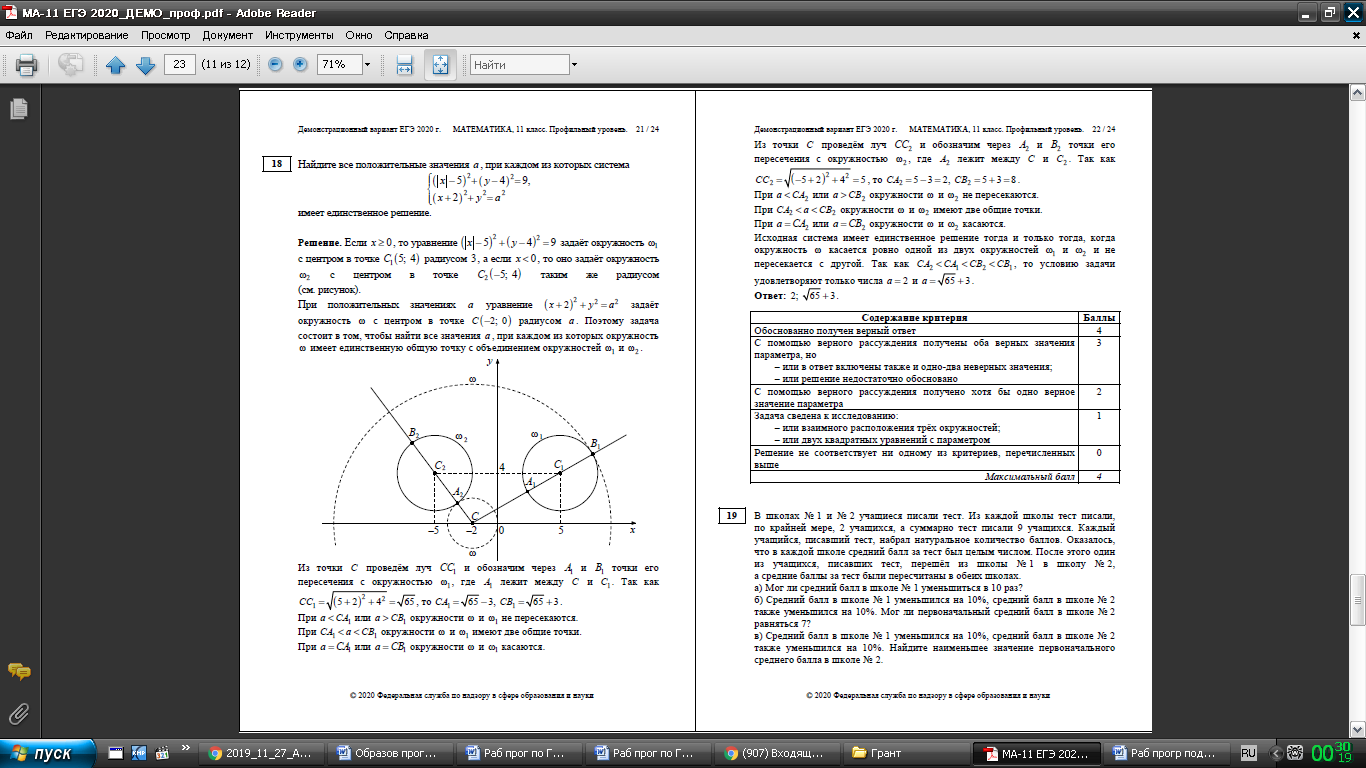 МА-11 ЕГЭ 2020_ДЕМО_проф.pdf - Adobe Reader
Файл Редактирование Просмотр Документ Инструменты Окно Справка
23 (11 из 12) 71% Найти
Демонстрационный вариант ЕГЭ 2020 г. МАТЕМАТИКА, 11 класс. Профильный уровень. 21 / 24
18 Найдите все положительные значения a, при каждом из которых система
(|x|−5)²+(y−4)²=9,
(x+2)²+y²=a²
имеет единственное решение.
Решение. Если x≥0, то уравнение (|x|−5)²+(y−4)²=9 задаёт окружность ω₁
с центром в точке C₁(5; 4) радиусом 3, а если x<0, то оно задаёт окружность
ω₂ с центром в точке C₂(−5; 4) таким же радиусом
(см. рисунок).
При положительных значениях a уравнение (x+2)²+y²=a² задаёт
окружность ω с центром в точке C(−2; 0) радиусом a. Поэтому задача
состоит в том, чтобы найти все значения a, при каждом из которых окружность
ω имеет единственную общую точку с объединением окружностей ω₁ и ω₂.
y
ω
B₂ ω₂ ω₁ B₁
C₂ 4 C₁
A₂ A₁
C
−5 −2 0 5 x
ω
Из точки C проведём луч CC₁ и обозначим через A₁ и B₁ точки его
пересечения с окружностью ω₁, где A₁ лежит между C и C₁. Так как
CC₁=√((5+2)²+4²)=√65, то CA₁=√65−3, CB₁=√65+3.
При a<CA₁ или a>CB₁ окружности ω и ω₁ не пересекаются.
При CA₁<a<CB₁ окружности ω и ω₁ имеют две общие точки.
При a=CA₁ или a=CB₁ окружности ω и ω₁ касаются.
© 2020 Федеральная служба по надзору в сфере образования и науки
Демонстрационный вариант ЕГЭ 2020 г. МАТЕМАТИКА, 11 класс. Профильный уровень. 22 / 24
Из точки C проведём луч CC₂ и обозначим через A₂ и B₂ точки его
пересечения с окружностью ω₂, где A₂ лежит между C и C₂. Так как
CC₂=√((−5+2)²+4²)=5, то CA₂=5−3=2, CB₂=5+3=8.
При a<CA₂ или a>CB₂ окружности ω и ω₂ не пересекаются.
При CA₂<a<CB₂ окружности ω и ω₂ имеют две общие точки.
При a=CA₂ или a=CB₂ окружности ω и ω₂ касаются.
Исходная система имеет единственное решение тогда и только тогда, когда
окружность ω касается ровно одной из двух окружностей ω₁ и ω₂ и не
пересекается с другой. Так как CA₂<CA₁<CB₂<CB₁, то условию задачи
удовлетворяют только числа a=2 и a=√65+3.
Ответ: 2; √65+3.
Содержание критерия Баллы
Обоснованно получен верный ответ 4
С помощью верного рассуждения получены оба верных значения 3
параметра, но
– или в ответ включены также и одно-два неверных значения;
– или решение недостаточно обосновано
С помощью верного рассуждения получено хотя бы одно верное 2
значение параметра
Задача сведена к исследованию: 1
– или взаимного расположения трёх окружностей;
– или двух квадратных уравнений с параметром
Решение не соответствует ни одному из критериев, перечисленных 0
выше
Максимальный балл 4
19 В школах № 1 и № 2 учащиеся писали тест. Из каждой школы тест писали,
по крайней мере, 2 учащихся, а суммарно тест писали 9 учащихся. Каждый
учащийся, писавший тест, набрал натуральное количество баллов. Оказалось,
что в каждой школе средний балл за тест был целым числом. После этого один
из учащихся, писавших тест, перешёл из школы № 1 в школу № 2,
а средние баллы за тест были пересчитаны в обеих школах.
а) Мог ли средний балл в школе № 1 уменьшиться в 10 раз?
б) Средний балл в школе № 1 уменьшился на 10%, средний балл в школе № 2
также уменьшился на 10%. Мог ли первоначальный средний балл в школе № 2
равняться 7?
в) Средний балл в школе № 1 уменьшился на 10%, средний балл в школе № 2
также уменьшился на 10%. Найдите наименьшее значение первоначального
среднего балла в школе № 2.
© 2020 Федеральная служба по надзору в сфере образования и науки
пуск 2019_11_27_А... Образов прог... Раб прог по Г... Раб прог по Г... (907) Входящ... Грант МА-11 ЕГЭ 202... Раб прогр под... RU 00 30 19